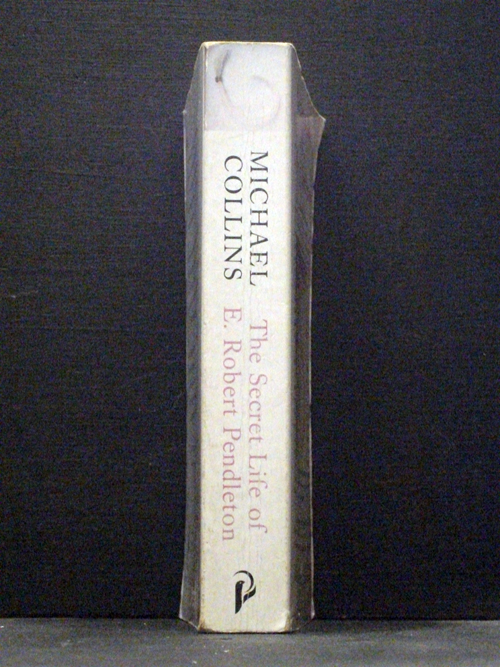 MICHAEL
COLLINS
The Secret Life of
E. Robert Pendleton